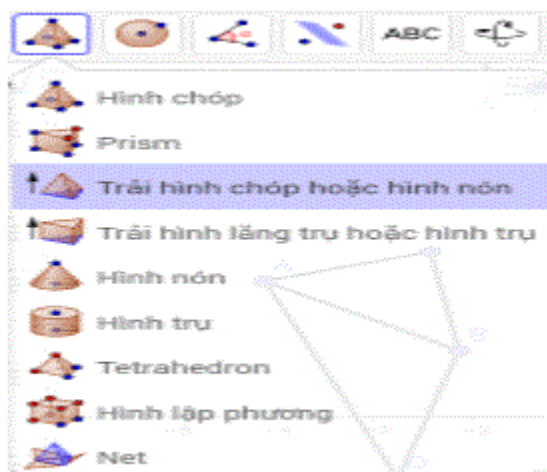 ABC
Hình chóp
Prism
Trải hình chóp hoặc hình nón
Trải hình lăng trụ hoặc hình trụ
Hình nón
Hình trụ
Tetrahedron
Hình lập phương
Net